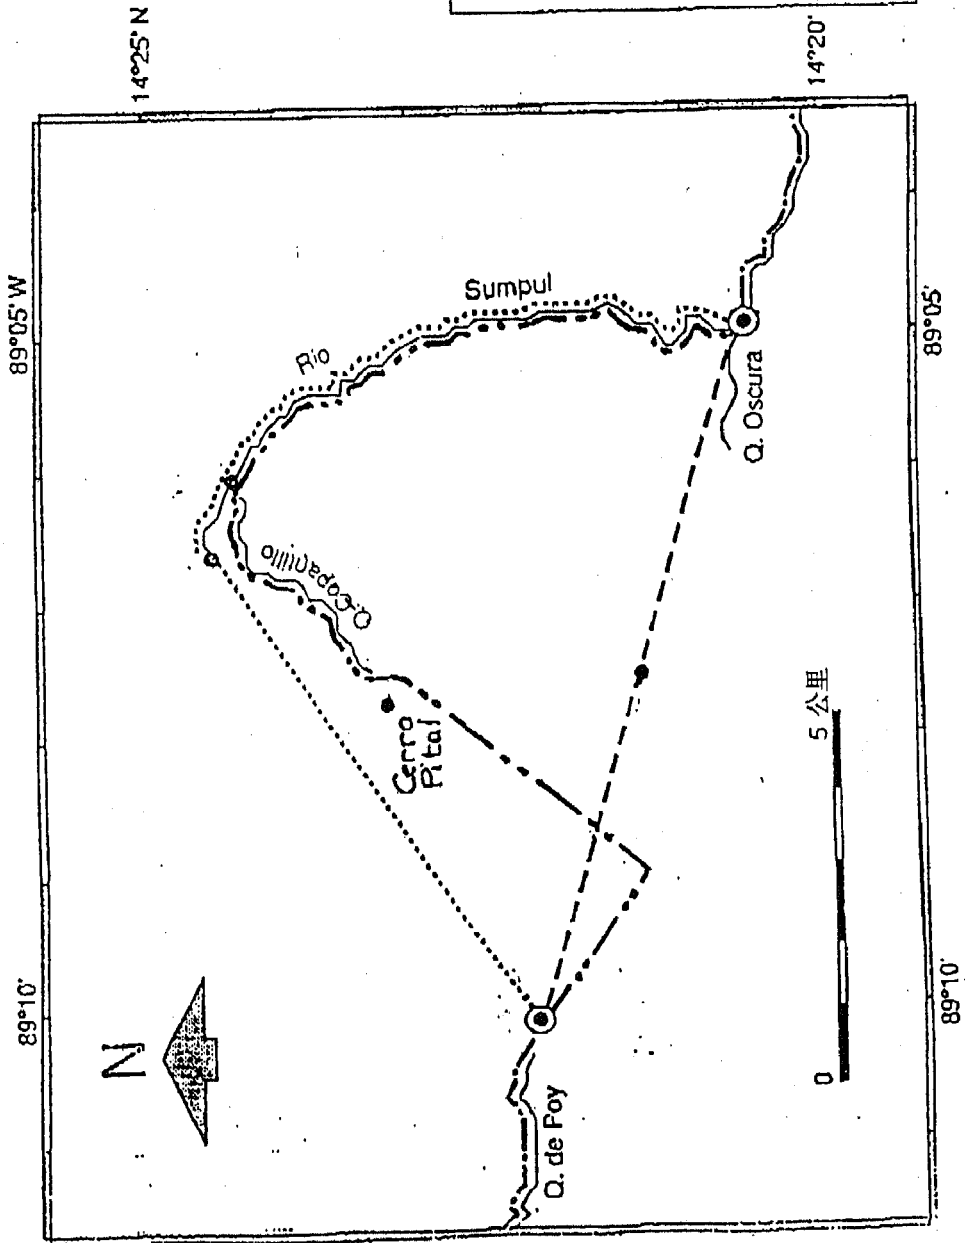 89°10'
89°05' W
14°25' N
N
Rio
Sumpul
Q. Copantillo
Cerro
Pital
Q. de Poy
Q. Oscura
0
5 公里
14°20'
89°10'
89°05'